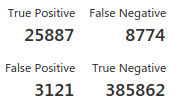 True Positive False Negative
25887 8774
False Positive True Negative
3121 385862